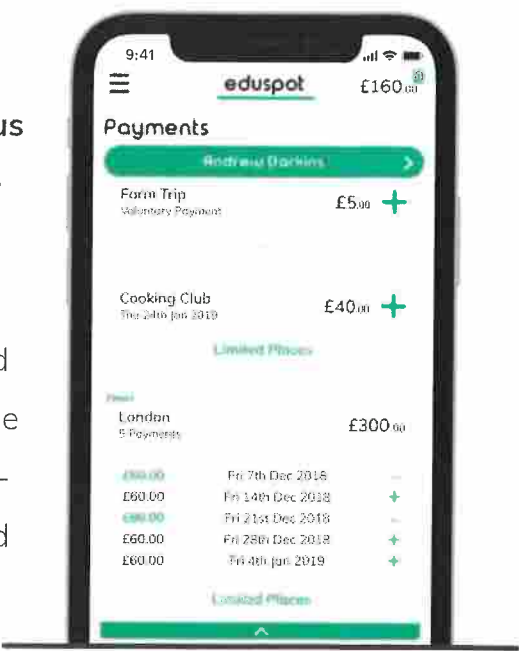 9:41
eduspot £160.00
Payments
Andrew Darkins
Form Trip £5.00
Voluntary Payment
Cooking Club £40.00
Thu 24th Jan 2019
Limited Places
London £300.00
5 Payments
£60.00 Fri 7th Dec 2018 -
£60.00 Fri 14th Dec 2018 +
£60.00 Fri 21st Dec 2018 -
£60.00 Fri 28th Dec 2018 +
£60.00 Fri 4th Jan 2019 +
Limited Places
us
d
e
–
d